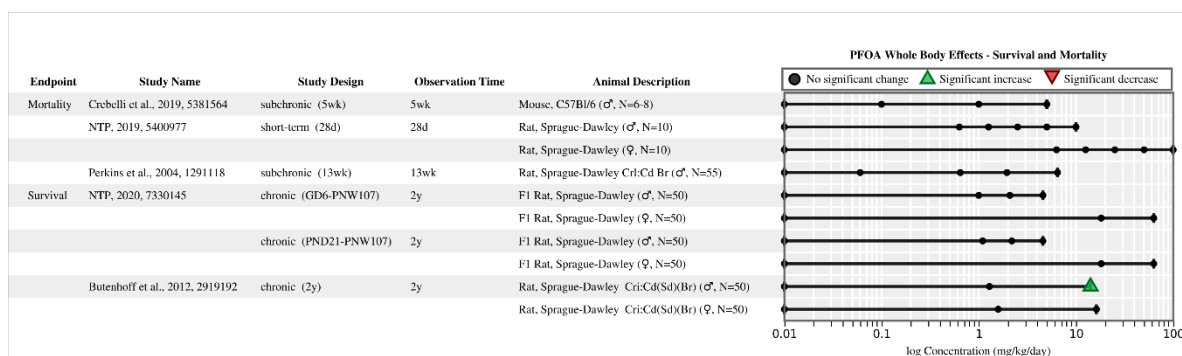 PFOA Whole Body Effects - Survival and Mortality
Endpoint Study Name Study Design Observation Time Animal Description
No significant change Significant increase Significant decrease
Mortality Crebelli et al., 2019, 5381564 subchronic (5wk) 5wk Mouse, C57Bl/6 (♂, N=6-8)
NTP, 2019, 5400977 short-term (28d) 28d Rat, Sprague-Dawley (♂, N=10)
Rat, Sprague-Dawley (♀, N=10)
Perkins et al., 2004, 1291118 subchronic (13wk) 13wk Rat, Sprague-Dawley Crl:Cd Br (♂, N=55)
Survival NTP, 2020, 7330145 chronic (GD6-PNW107) 2y F1 Rat, Sprague-Dawley (♂, N=50)
F1 Rat, Sprague-Dawley (♀, N=50)
chronic (PND21-PNW107) 2y F1 Rat, Sprague-Dawley (♂, N=50)
F1 Rat, Sprague-Dawley (♀, N=50)
Butenhoff et al., 2012, 2919192 chronic (2y) 2y Rat, Sprague-Dawley Cri:Cd(Sd)(Br) (♂, N=50)
Rat, Sprague-Dawley Cri:Cd(Sd)(Br) (♀, N=50)
0.01 0.1 1 10 100
log Concentration (mg/kg/day)